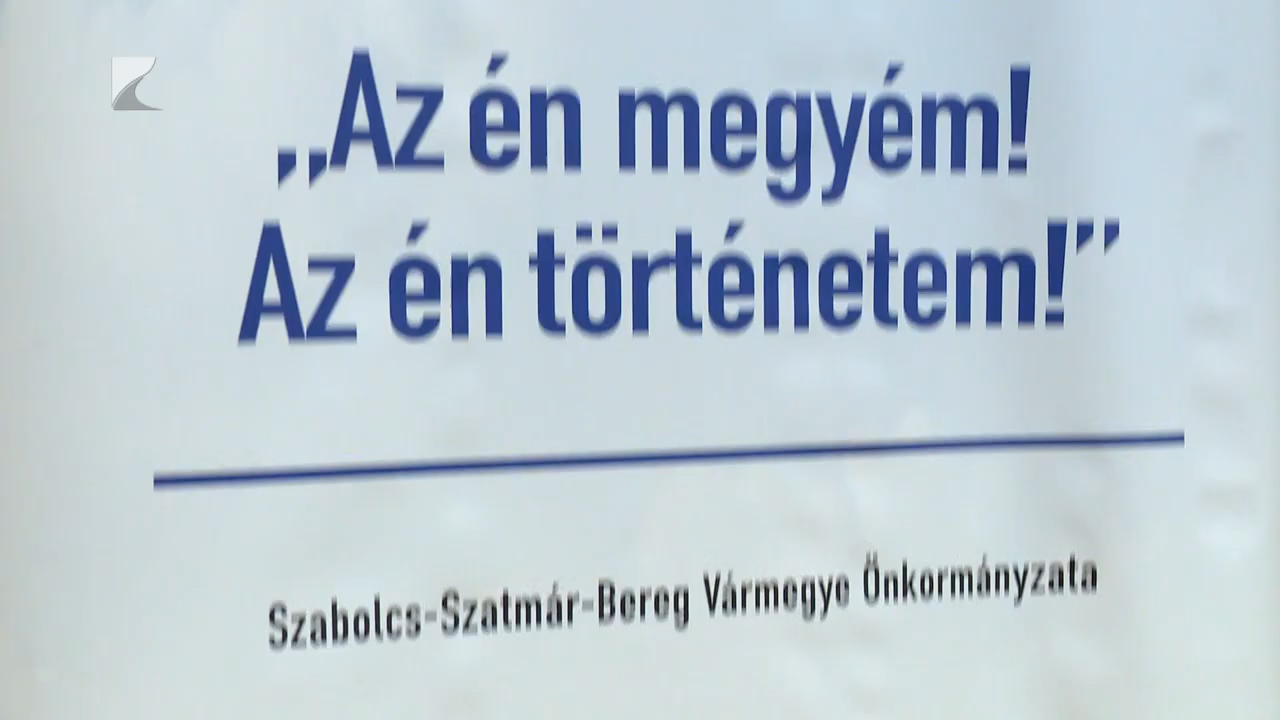 „Az én megyém!
Az én történetem!”
Szabolcs-Szatmár-Bereg Vármegye Önkormányzata